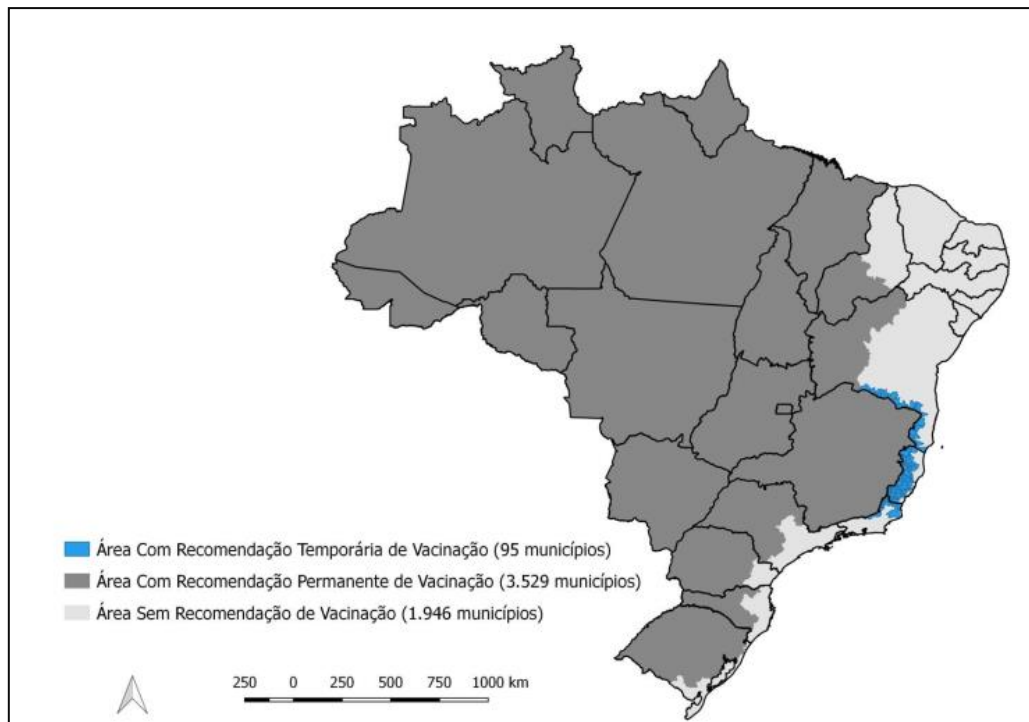 Área Com Recomendação Temporária de Vacinação (95 municípios)
Área Com Recomendação Permanente de Vacinação (3.529 municípios)
Área Sem Recomendação de Vacinação (1.946 municípios)
250 0 250 500 750 1000 km